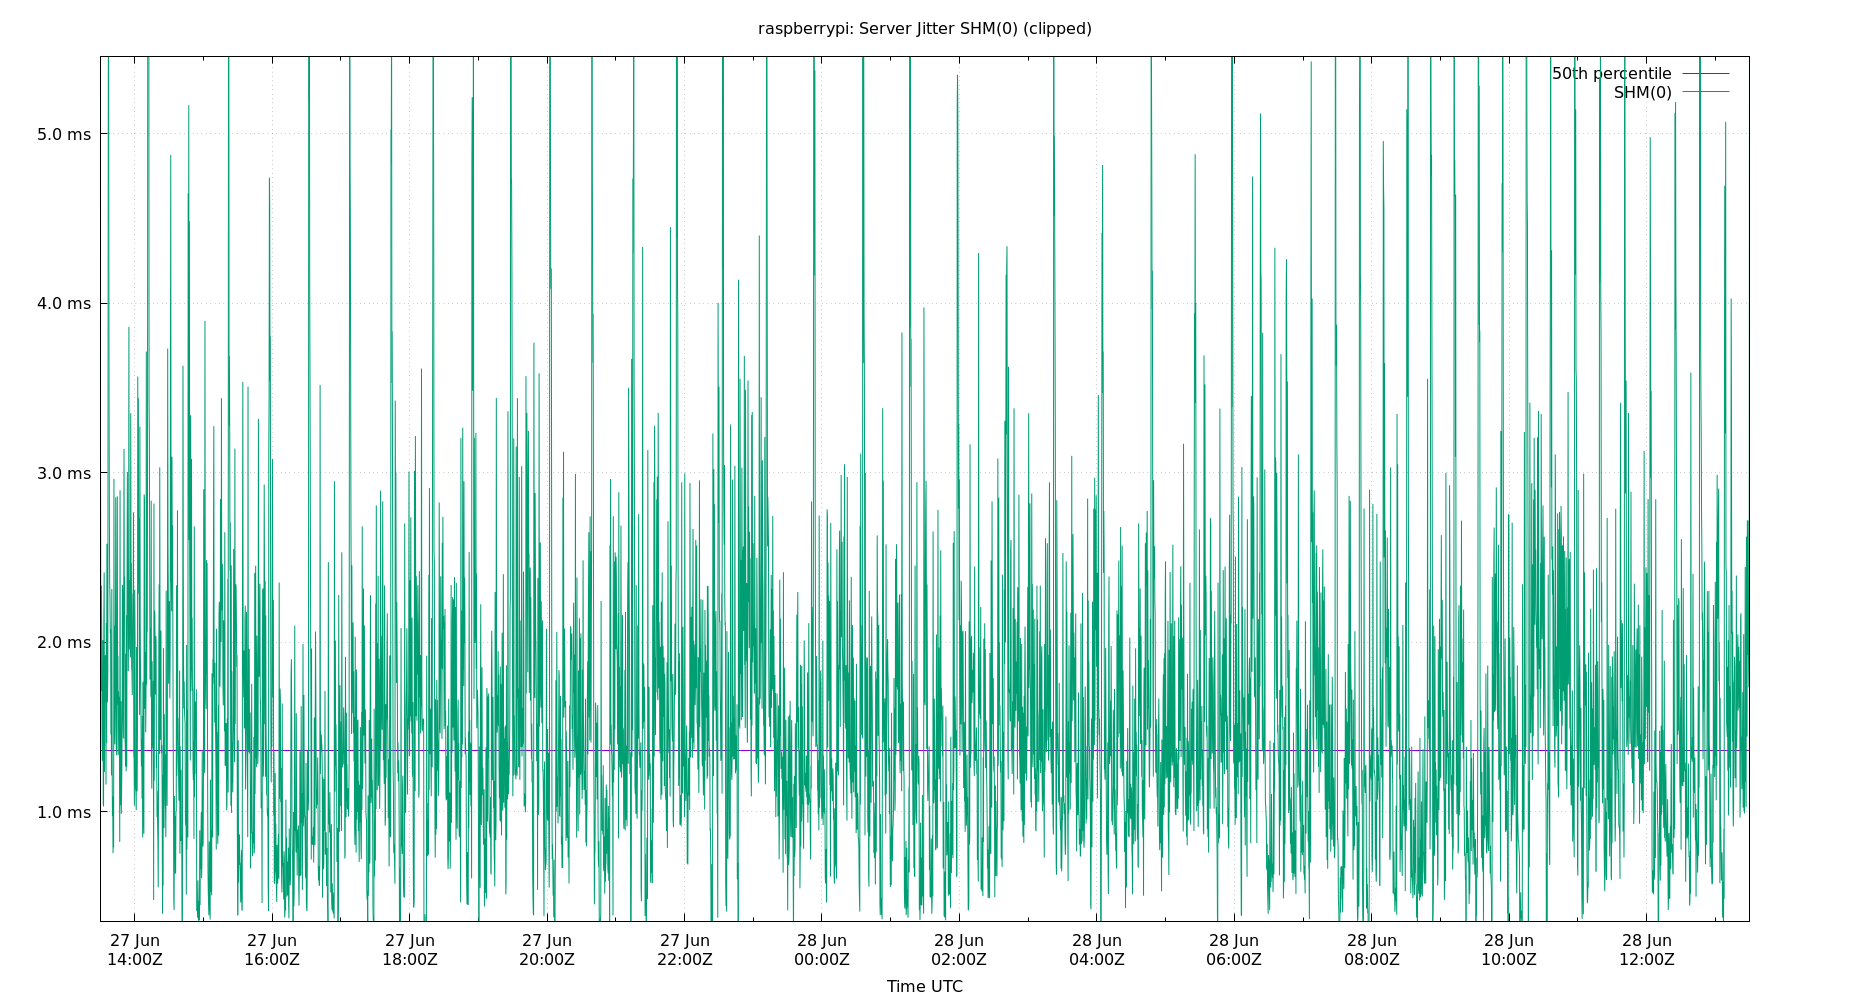 raspberrypi: Server Jitter SHM(0) (clipped)
50th percentile
SHM(0)
5.0 ms
4.0 ms
3.0 ms
2.0 ms
1.0 ms
27 Jun 27 Jun 27 Jun 27 Jun 27 Jun 28 Jun 28 Jun 28 Jun 28 Jun 28 Jun 28 Jun 28 Jun
14:00Z 16:00Z 18:00Z 20:00Z 22:00Z 00:00Z 02:00Z 04:00Z 06:00Z 08:00Z 10:00Z 12:00Z
Time UTC